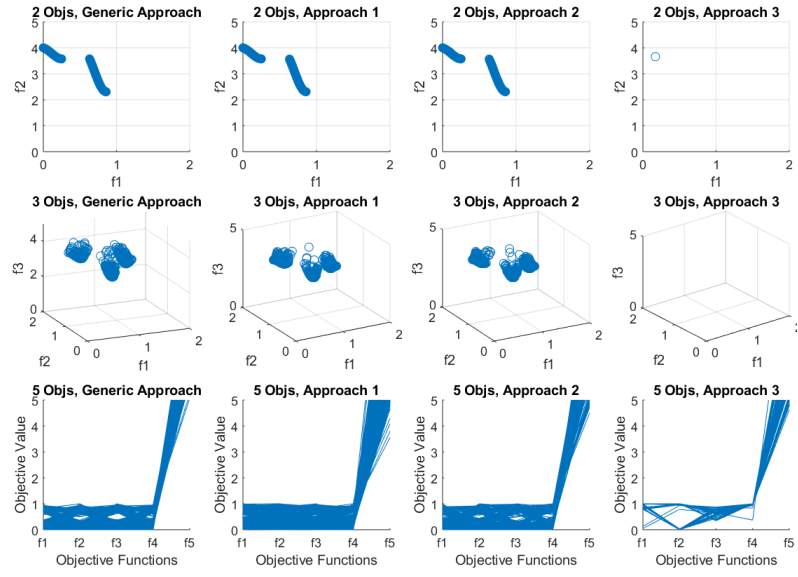 2 Objs, Generic Approach
5
4
3
2
1
0
f2
0
1
2
f1
2 Objs, Approach 1
5
4
3
2
1
0
f2
0
1
2
f1
2 Objs, Approach 2
5
4
3
2
1
0
f2
0
1
2
f1
2 Objs, Approach 3
5
4
3
2
1
0
f2
0
1
2
f1
3 Objs, Generic Approach
4
2
0
f3
2
1
0
f2
0
1
2
f1
3 Objs, Approach 1
5
0
f3
2
1
0
f2
0
1
2
f1
3 Objs, Approach 2
5
0
f3
2
1
0
f2
0
1
2
f1
3 Objs, Approach 3
5
0
f3
2
1
0
f2
0
1
2
f1
5 Objs, Generic Approach
5
4
3
2
1
0
Objective Value
f1 f2 f3 f4 f5
Objective Functions
5 Objs, Approach 1
5
4
3
2
1
0
Objective Value
f1 f2 f3 f4 f5
Objective Functions
5 Objs, Approach 2
5
4
3
2
1
0
Objective Value
f1 f2 f3 f4 f5
Objective Functions
5 Objs, Approach 3
5
4
3
2
1
0
Objective Value
f1 f2 f3 f4 f5
Objective Functions